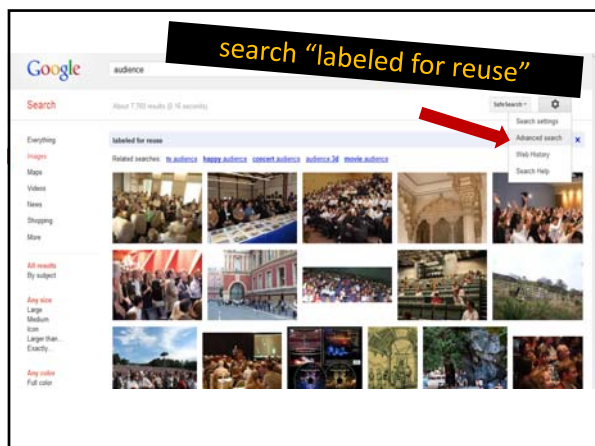 search “labeled for reuse”
Google
audience
Search
About 7,760 results (0.16 seconds)
SafeSearch
Search settings
Advanced search
Web History
Search Help
Everything
Images
Maps
Videos
News
Shopping
More
All results
By subject
Any size
Large
Medium
Icon
Larger than...
Exactly...
Any color
Full color
labeled for reuse
x
Related searches: tv audience happy audience concert audience audience 3d movie audience